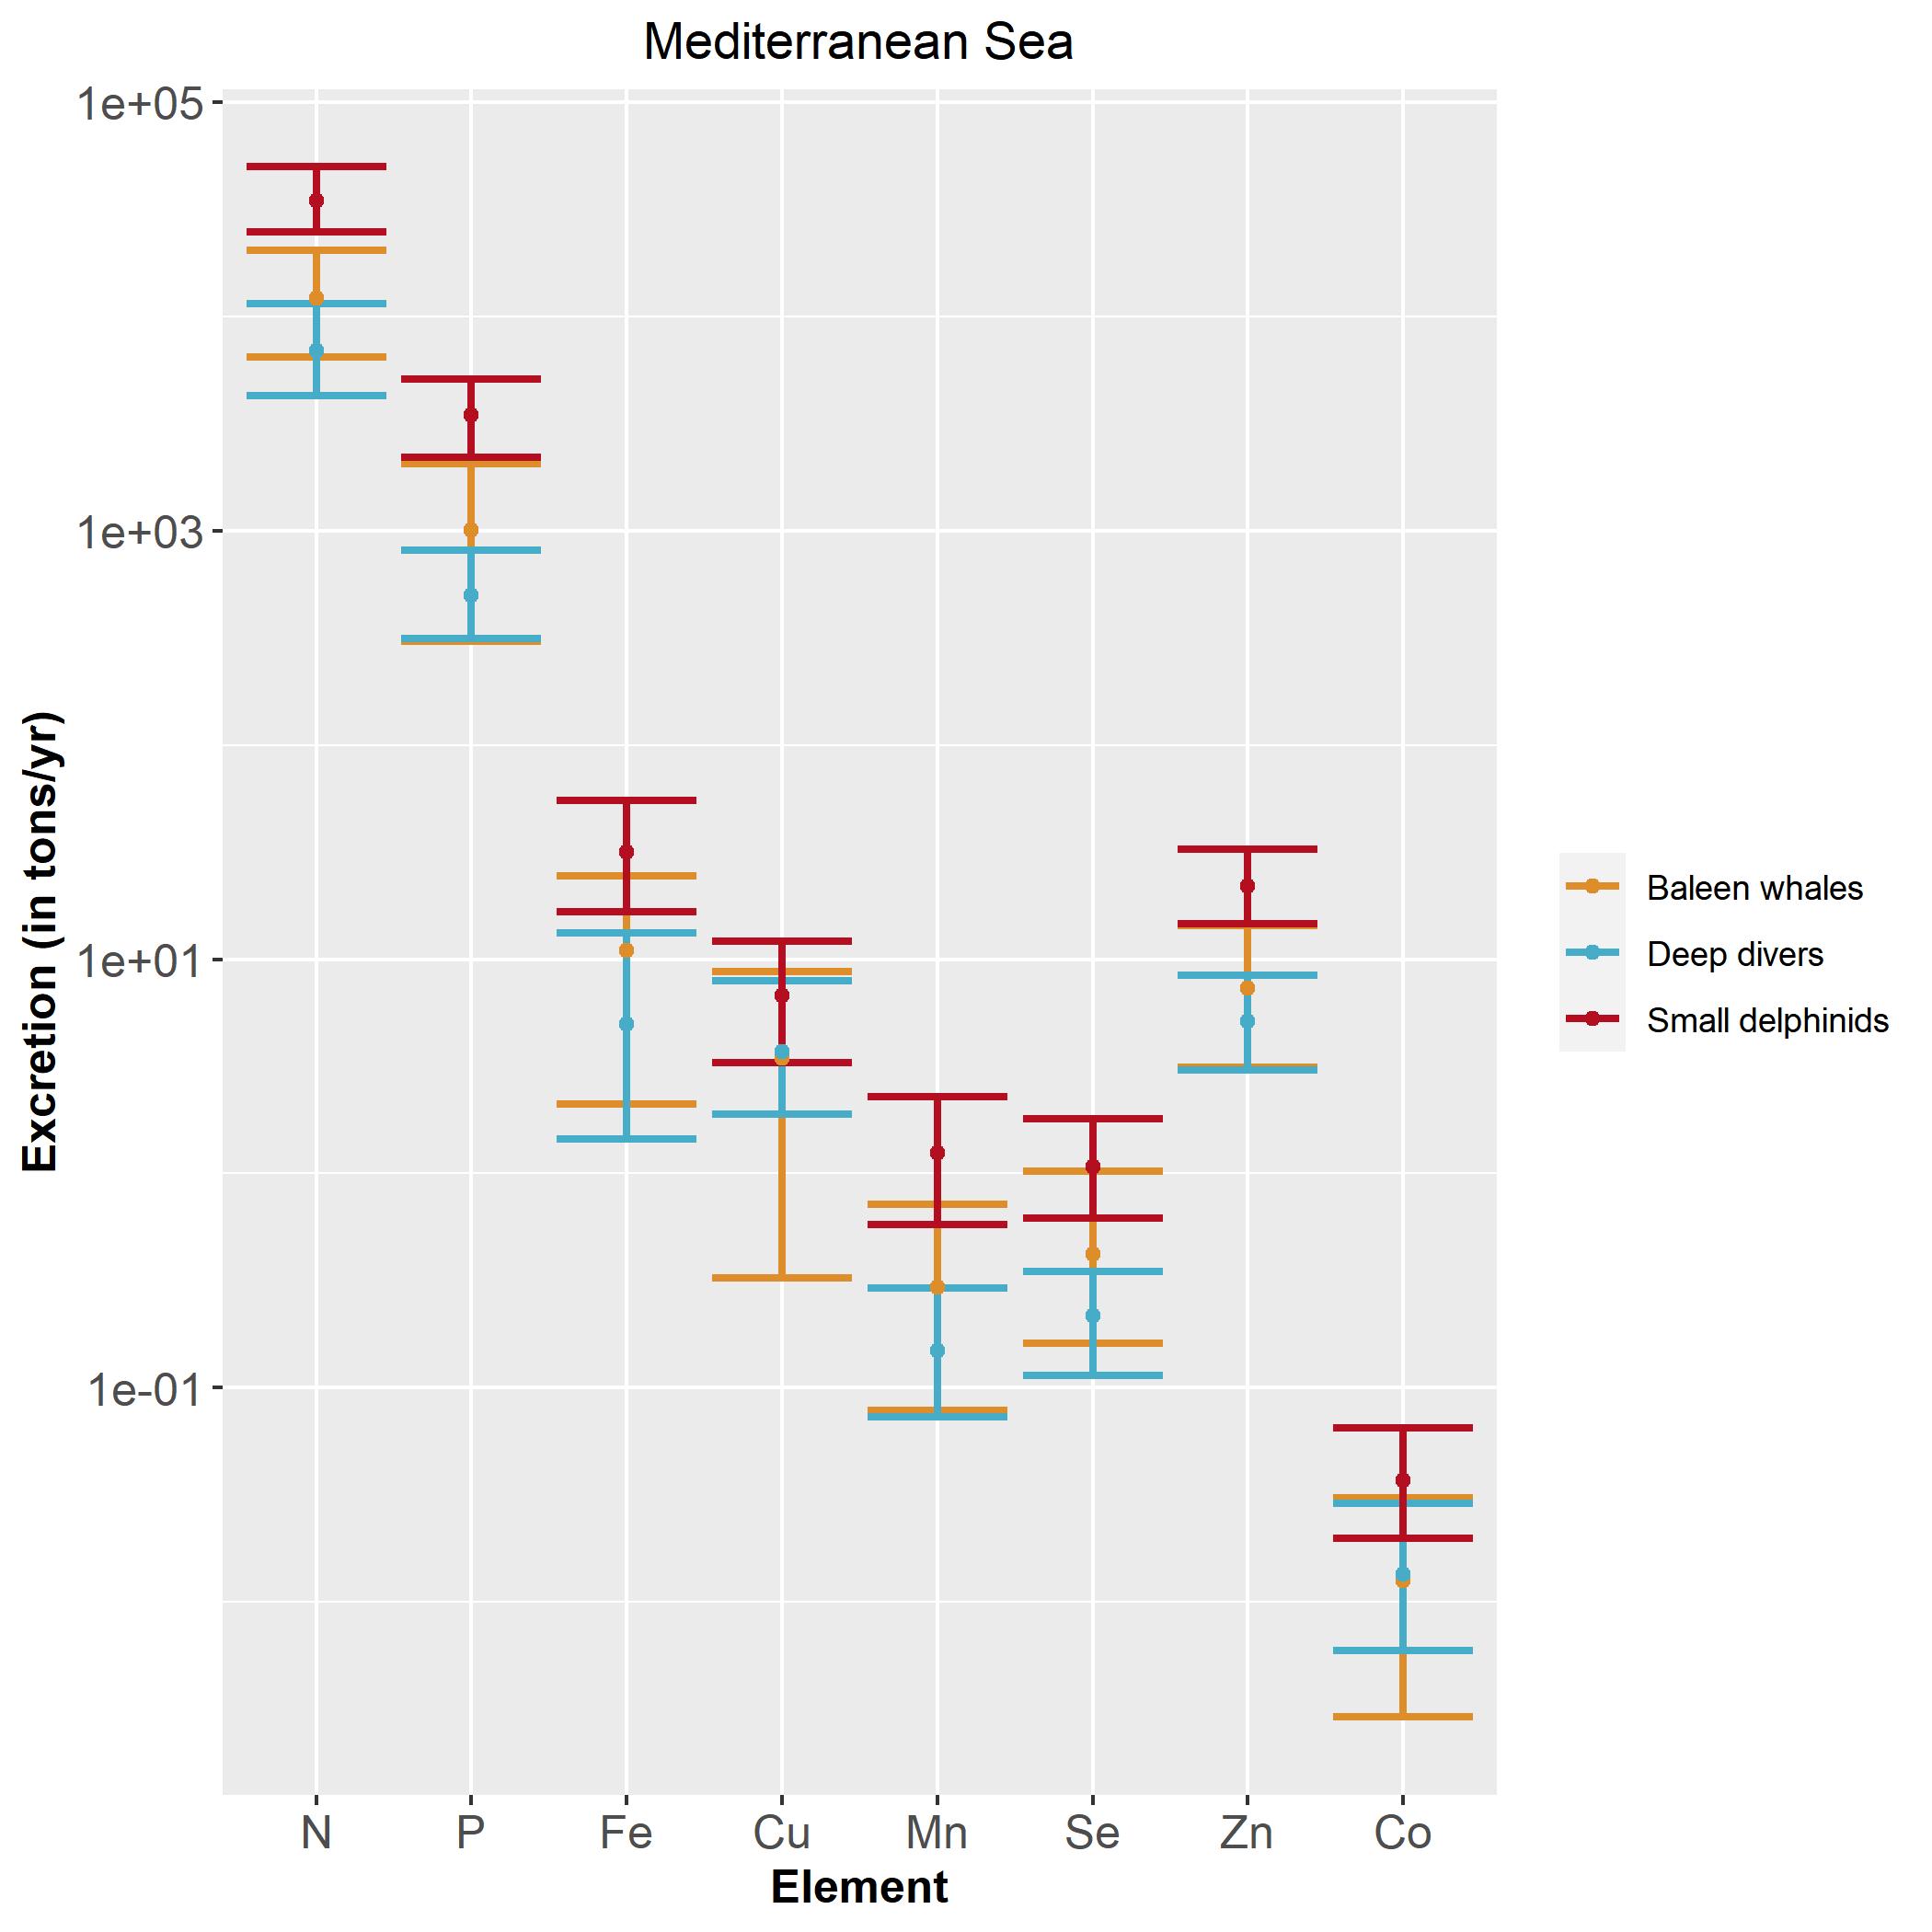 Mediterranean Sea
1e+05
1e+03
1e+01
1e-01
Excretion (in tons/yr)
N P Fe Cu Mn Se Zn Co
Element
Baleen whales
Deep divers
Small delphinids